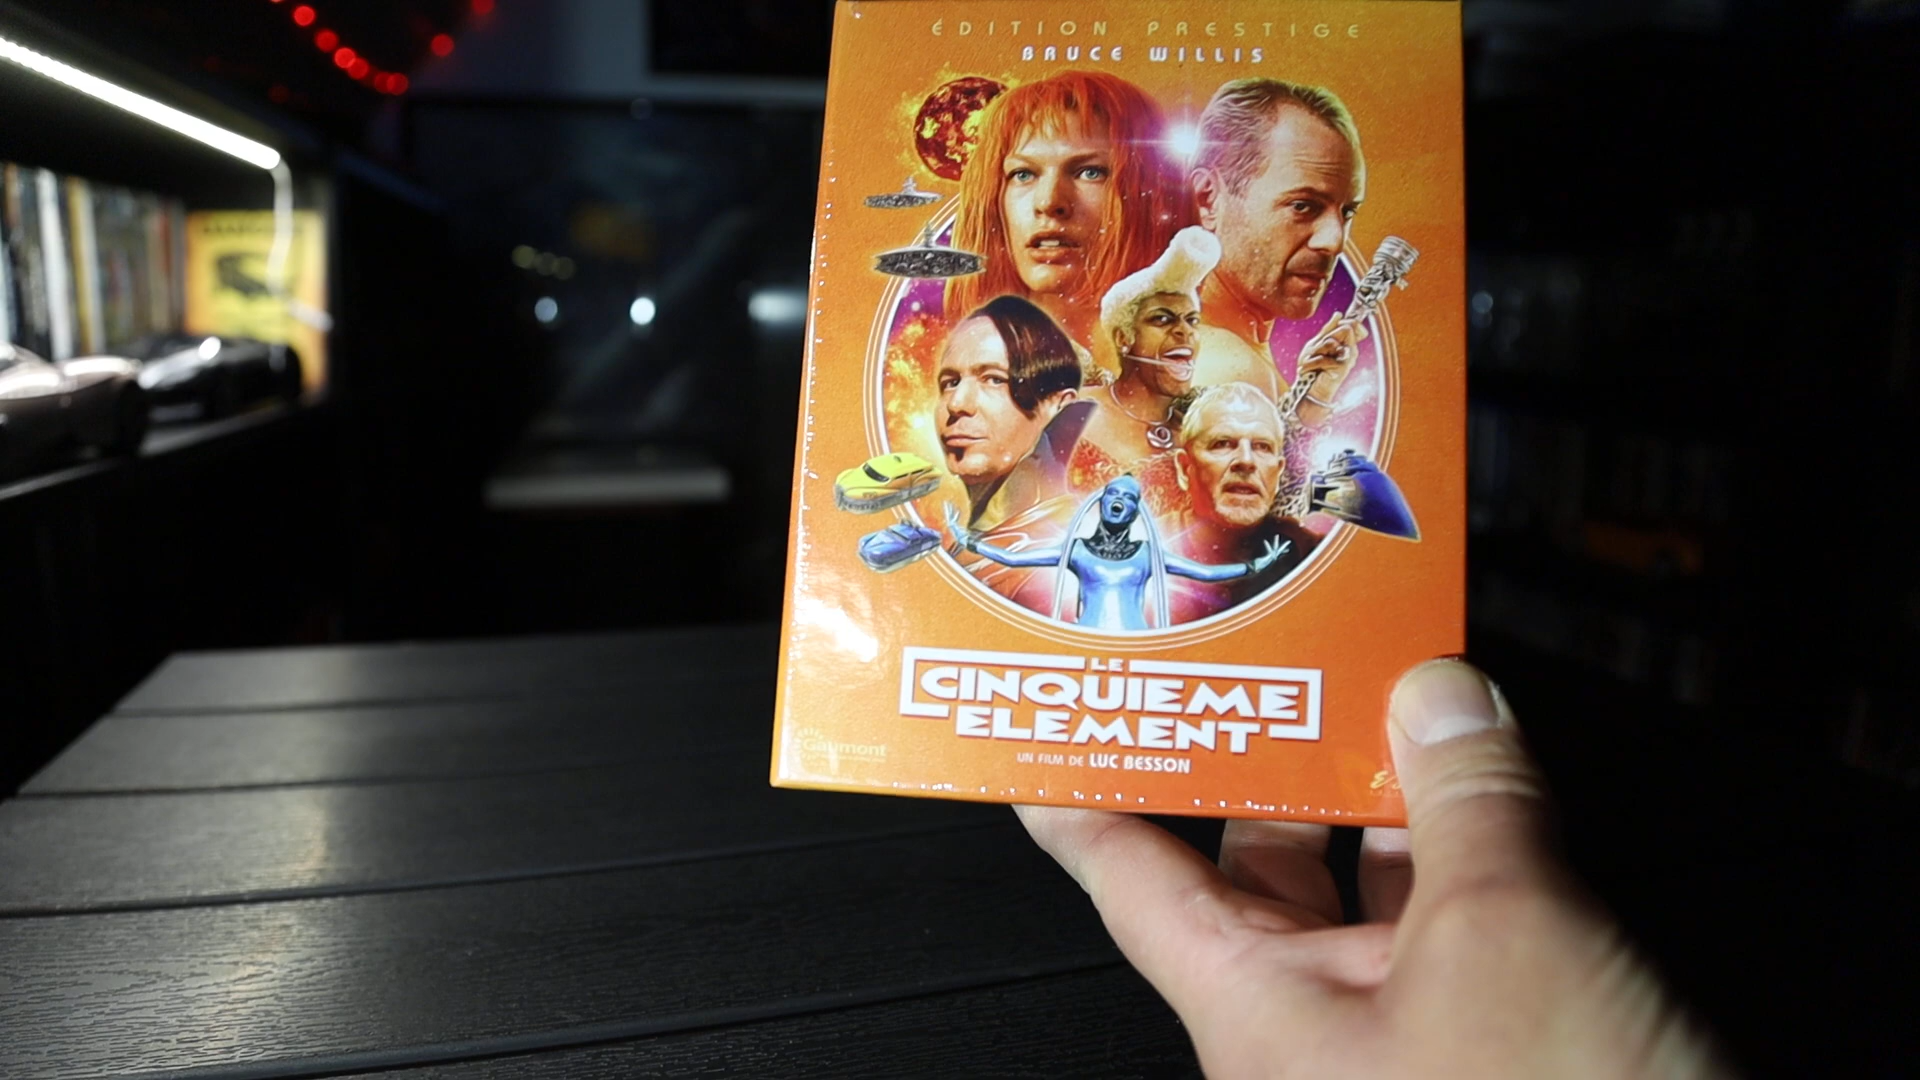 ÉDITION PRESTIGE
BRUCE WILLIS
LE
CINQUIEME
ELEMENT
UN FILM DE LUC BESSON
Gaumont